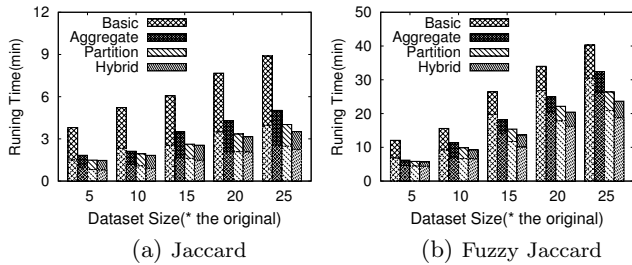 12
9
6
3
0
Runing Time(min)
Basic
Aggregate
Partition
Hybrid
5 10 15 20 25
Dataset Size(* the original)
(a) Jaccard
50
40
30
20
10
0
Runing Time(min)
Basic
Aggregate
Partition
Hybrid
5 10 15 20 25
Dataset Size(* the original)
(b) Fuzzy Jaccard